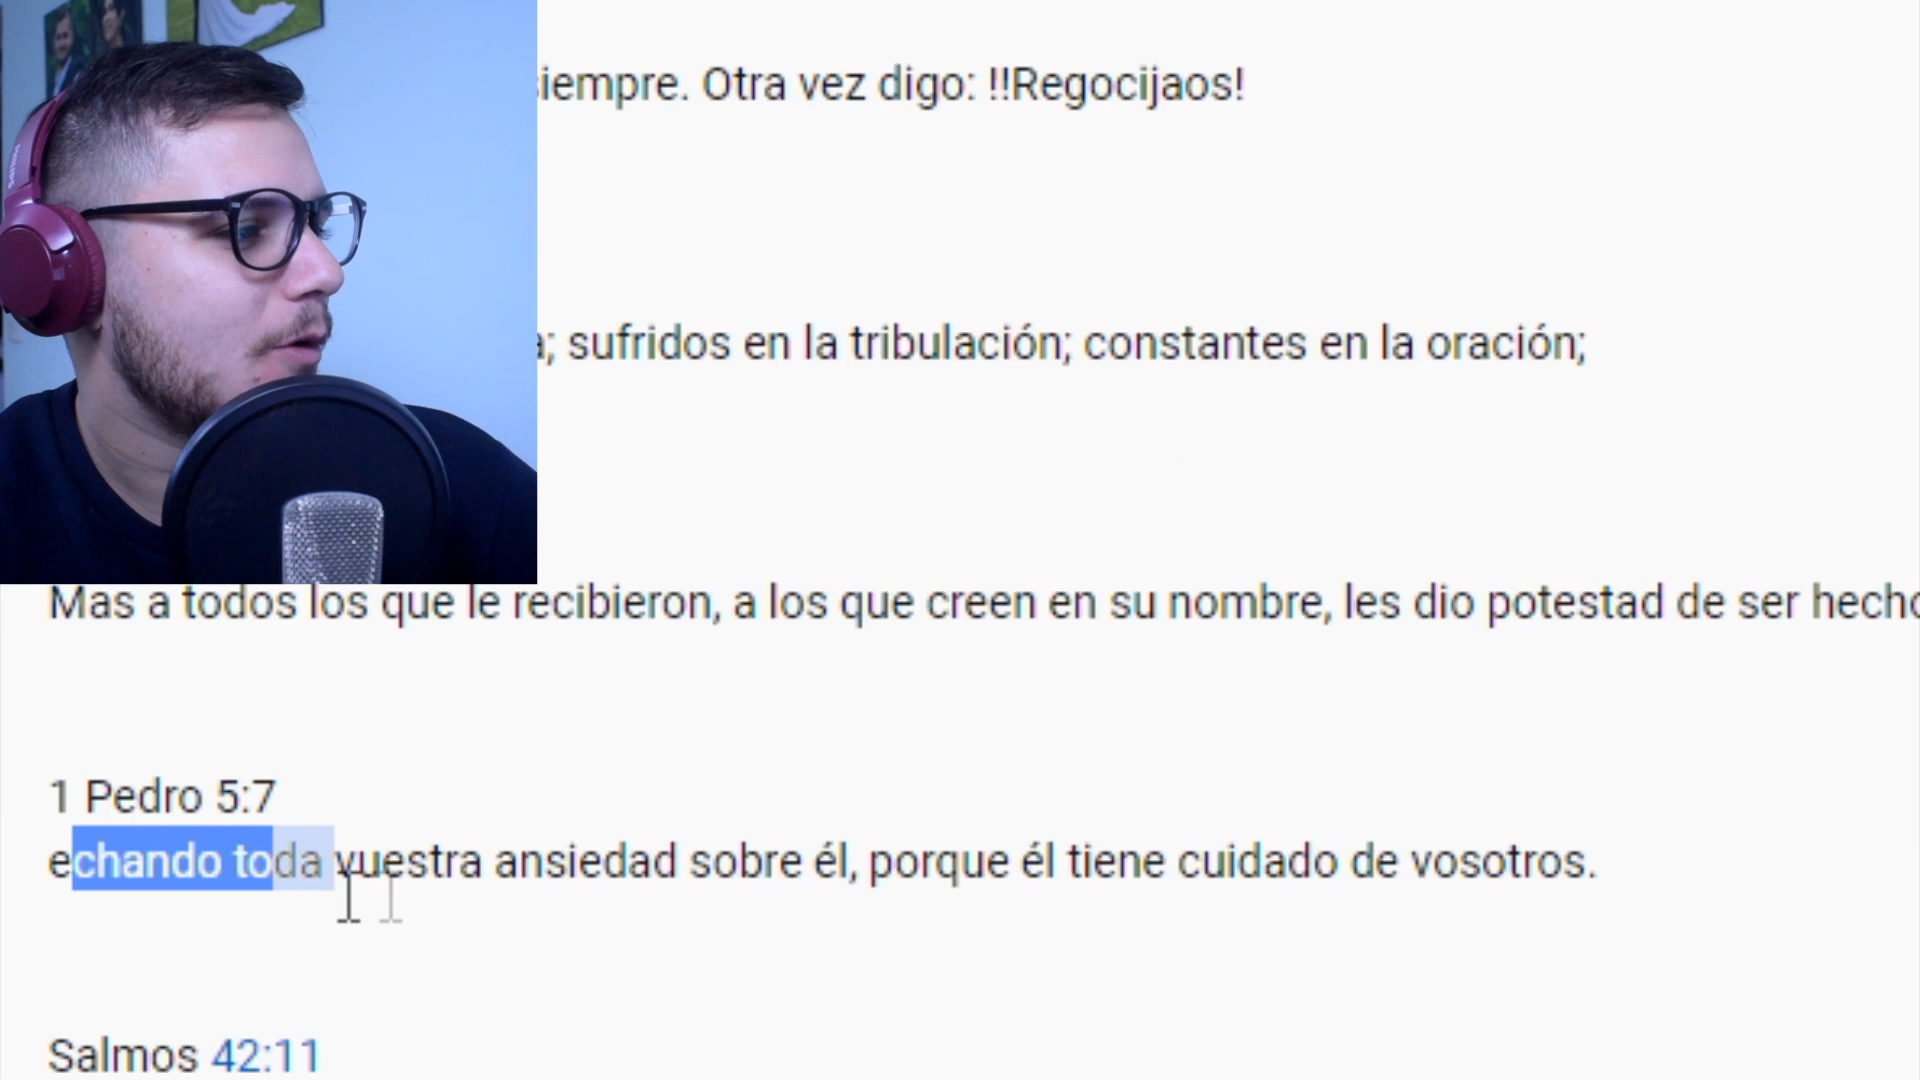 siempre. Otra vez digo: !!Regocijaos!
; sufridos en la tribulación; constantes en la oración;
Mas a todos los que le recibieron, a los que creen en su nombre, les dio potestad de ser hecho
1 Pedro 5:7
echando toda vuestra ansiedad sobre él, porque él tiene cuidado de vosotros.
Salmos 42:11
PHILIPS